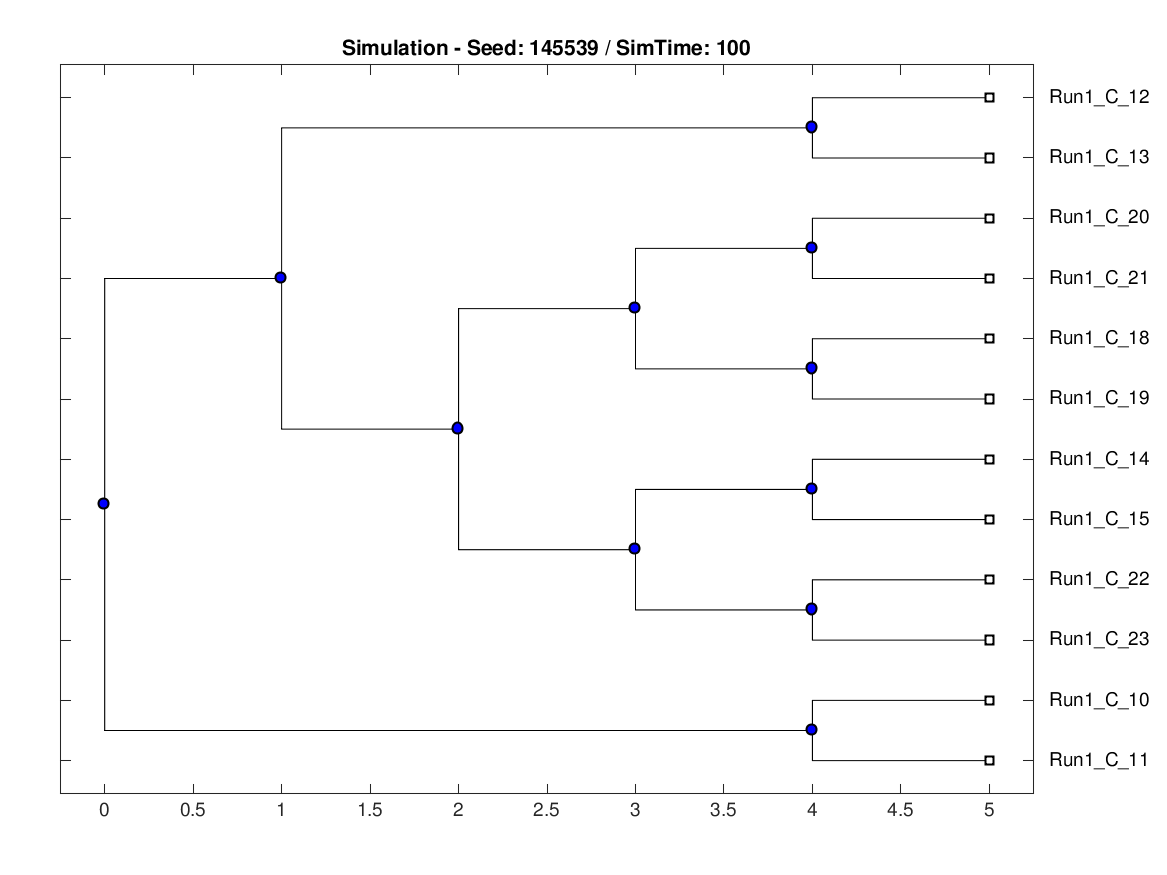 Simulation - Seed: 145539 / SimTime: 100
Run1_C_12
Run1_C_13
Run1_C_20
Run1_C_21
Run1_C_18
Run1_C_19
Run1_C_14
Run1_C_15
Run1_C_22
Run1_C_23
Run1_C_10
Run1_C_11
0 0.5 1 1.5 2 2.5 3 3.5 4 4.5 5